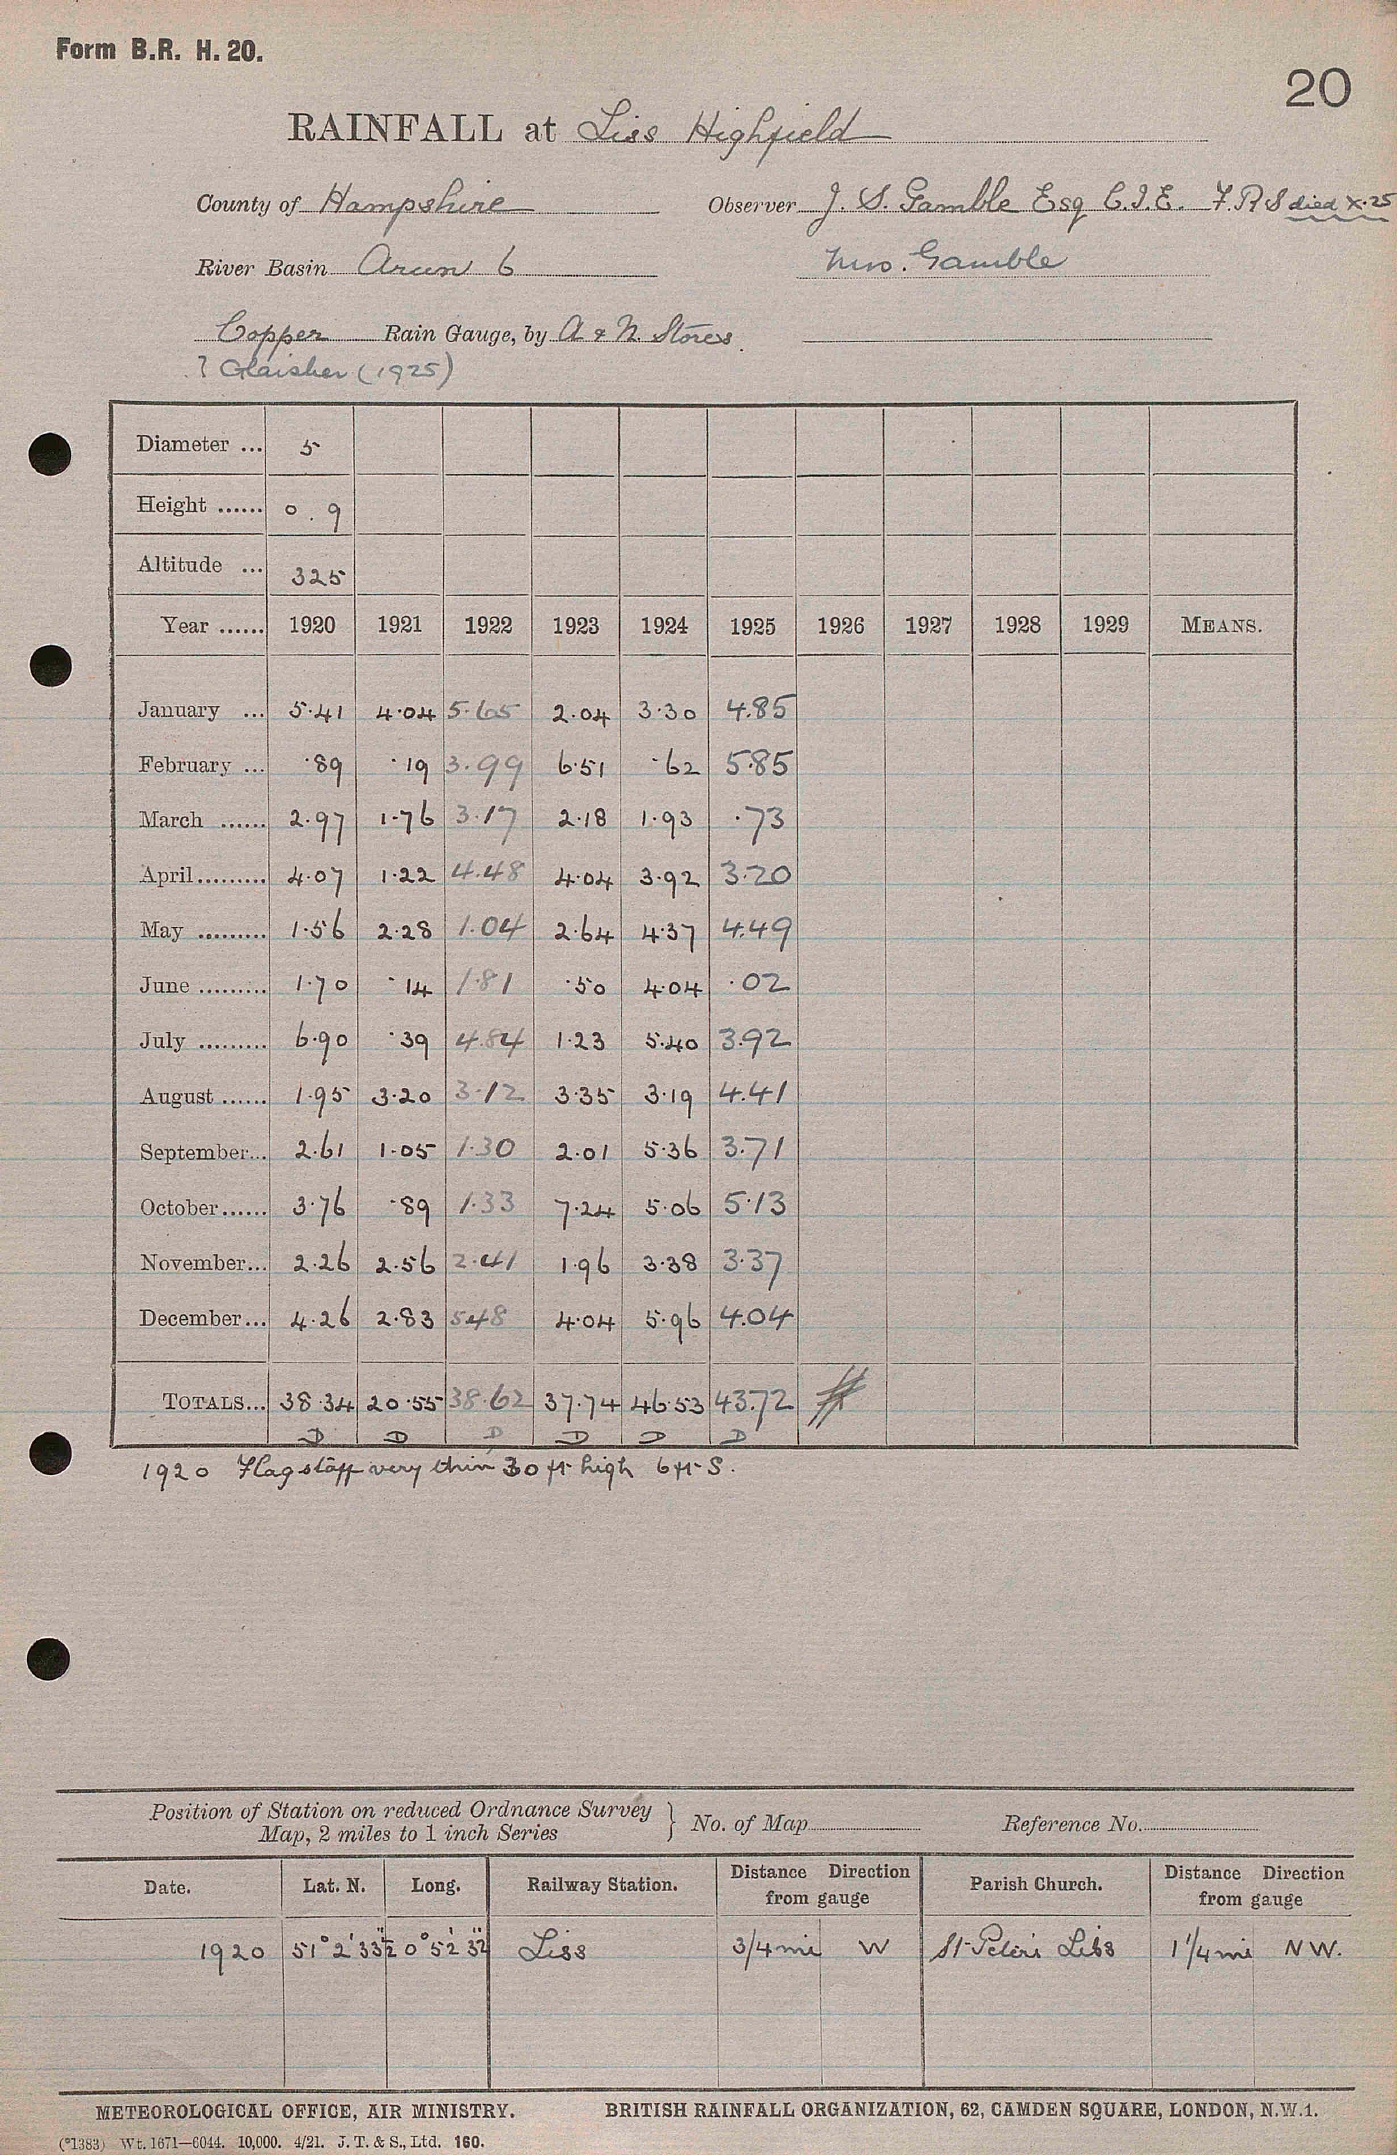 Form B.R. H. 20.
20
RAINFALL at Liss Highfield
County of Hampshire Observer J. S. Gamble Esq C.I.E. F.R.S died X.25
River Basin Arun 6 Mrs. Gamble
Copper Rain Gauge, by A & N. Stores.
? Glaisher (1925)
Diameter ... 5
Height ...... 0 . 9
Altitude ... 325
Year ...... 1920 1921 1922 1923 1924 1925 1926 1927 1928 1929 MEANS.
January ... 5.41 4.04 5.65 2.04 3.30 4.85
February ... .89 .19 3.99 6.51 .62 5.85
March ...... 2.97 1.76 3.17 2.18 1.93 .73
April......... 4.07 1.22 4.48 4.04 3.92 3.20
May ......... 1.56 2.28 1.04 2.64 4.37 4.49
June ......... 1.70 .14 1.81 .50 4.04 .02
July ......... 6.90 .39 4.84 1.23 5.40 3.92
August ...... 1.95 3.20 3.12 3.35 3.19 4.41
September... 2.61 1.05 1.30 2.01 5.36 3.71
October...... 3.76 .89 1.33 7.24 5.06 5.13
November... 2.26 2.56 2.41 1.96 3.38 3.37
December... 4.26 2.83 5.48 4.04 5.96 4.04
TOTALS... 38.34 20.55 38.62 37.74 46.53 43.72
D D D D D D
1920 Flagstaff very thin 30 ft high 6 ft S.
Position of Station on reduced Ordnance Survey } No. of Map Reference No.
Map, 2 miles to 1 inch Series
Date. Lat. N. Long. Railway Station. Distance Direction Parish Church. Distance Direction
from gauge from gauge
1920 51° 2' 33½" 0° 52' 32" Liss 3/4 mi W St Peter's Liss 1 1/4 mi NW.
METEOROLOGICAL OFFICE, AIR MINISTRY. BRITISH RAINFALL ORGANIZATION, 62, CAMDEN SQUARE, LONDON, N.W.1.
(*1383) Wt. 1671—6044. 10,000. 4/21. J. T. & S., Ltd. 160.